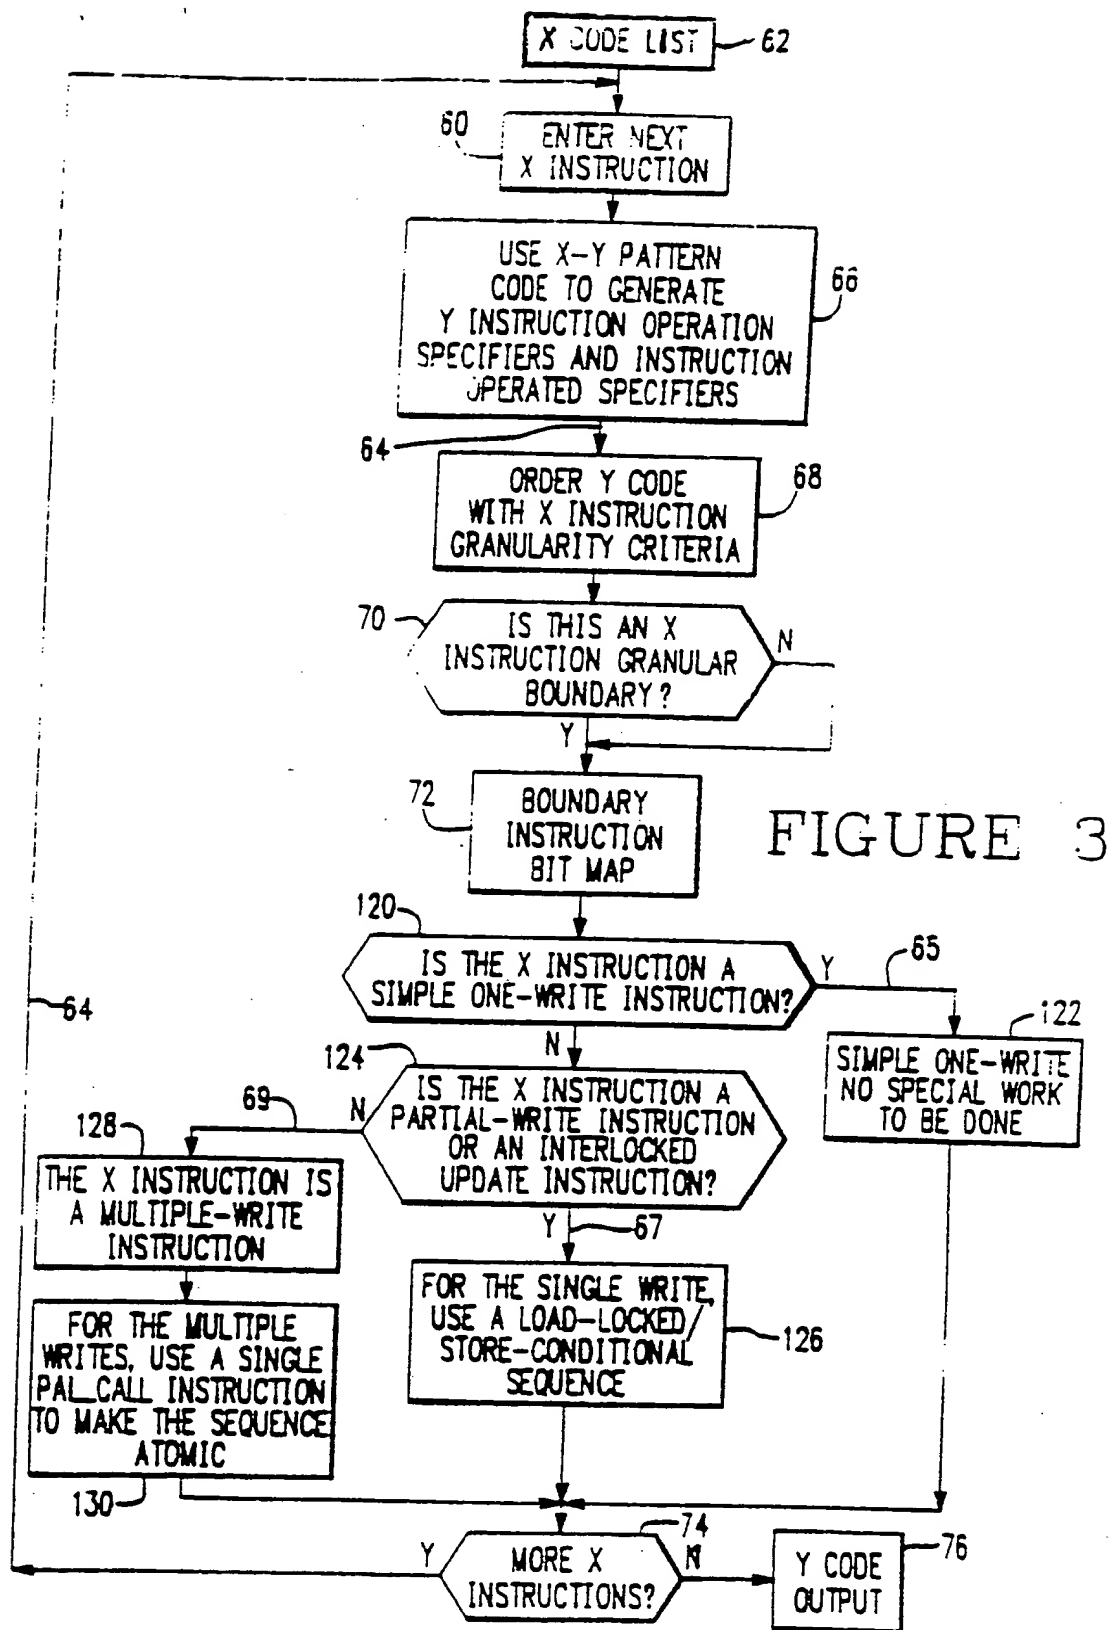 X CODE LIST
62
60
ENTER NEXT
X INSTRUCTION
USE X-Y PATTERN
CODE TO GENERATE
Y INSTRUCTION OPERATION
SPECIFIERS AND INSTRUCTION
OPERATED SPECIFIERS
66
64
ORDER Y CODE
WITH X INSTRUCTION
GRANULARITY CRITERIA
68
70
IS THIS AN X
INSTRUCTION GRANULAR
BOUNDARY?
N
Y
72
BOUNDARY
INSTRUCTION
BIT MAP
FIGURE 3
120
IS THE X INSTRUCTION A
SIMPLE ONE-WRITE INSTRUCTION?
Y
65
64
N
122
SIMPLE ONE-WRITE
NO SPECIAL WORK
TO BE DONE
124
IS THE X INSTRUCTION A
PARTIAL-WRITE INSTRUCTION
OR AN INTERLOCKED
UPDATE INSTRUCTION?
N
69
128
THE X INSTRUCTION IS
A MULTIPLE-WRITE
INSTRUCTION
Y
67
FOR THE SINGLE WRITE,
USE A LOAD-LOCKED/
STORE-CONDITIONAL
SEQUENCE
126
FOR THE MULTIPLE
WRITES, USE A SINGLE
PAL_CALL INSTRUCTION
TO MAKE THE SEQUENCE
ATOMIC
130
74
Y
MORE X
INSTRUCTIONS?
N
76
Y CODE
OUTPUT